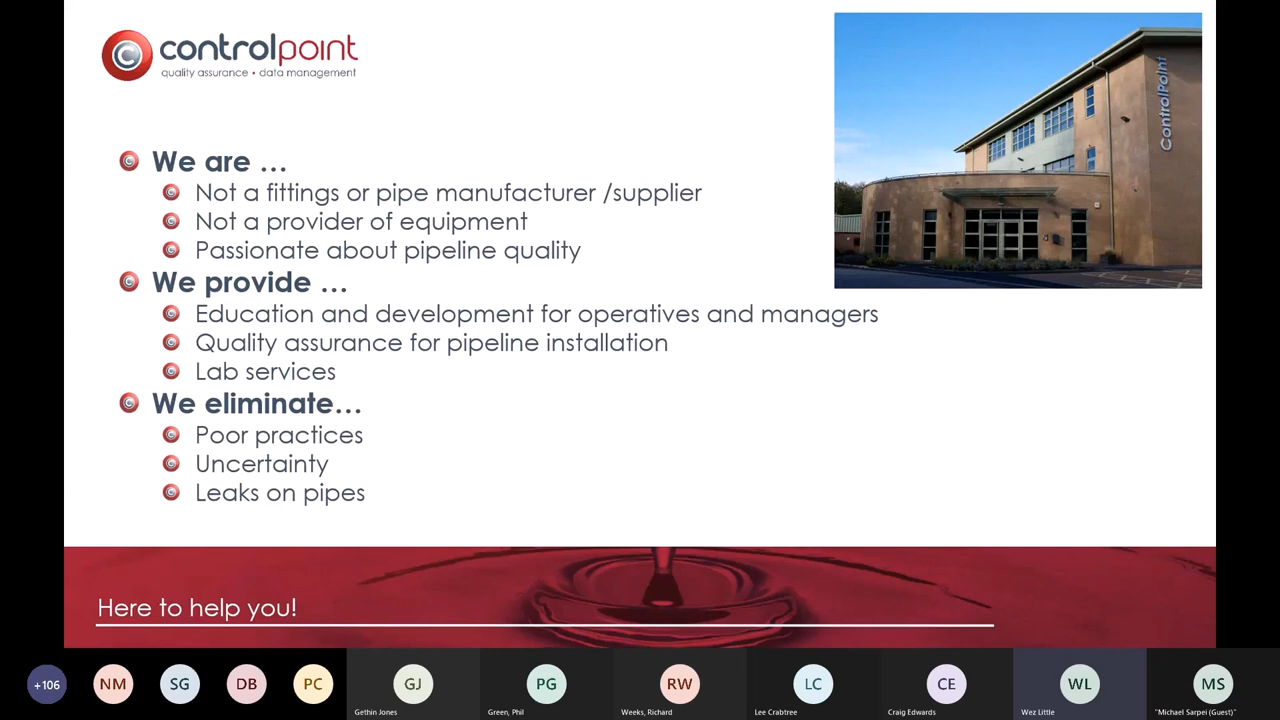 controlpoint
quality assurance • data management
ControlPoint
We are …
Not a fittings or pipe manufacturer /supplier
Not a provider of equipment
Passionate about pipeline quality
We provide …
Education and development for operatives and managers
Quality assurance for pipeline installation
Lab services
We eliminate…
Poor practices
Uncertainty
Leaks on pipes
Here to help you!
+106
NM
SG
DB
PC
GJ
PG
RW
LC
CE
WL
MS
Gethin Jones
Green, Phil
Weeks, Richard
Lee Crabtree
Craig Edwards
Wez Little
"Michael Sarpei (Guest)"